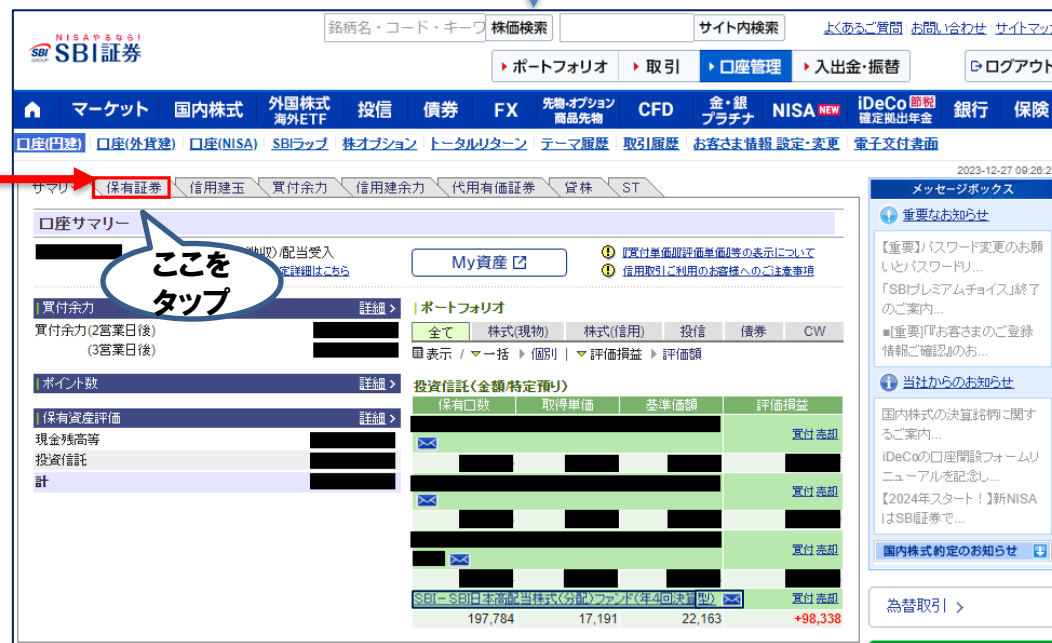 銘柄名・コード・キーワ 株価検索 サイト内検索 よくあるご質問 お問い合わせ サイトマッ
NISAやるなら!
SBI GROUP SBI証券
ポートフォリオ 取引 口座管理 入出金・振替 ログアウト
マーケット 国内株式 外国株式 海外ETF 投信 債券 FX 先物・オプション 商品先物 CFD 金・銀 プラチナ NISA NEW iDeCo 節税 確定拠出年金 銀行 保険
口座(円建) 口座(外貨建) 口座(NISA) SBIラップ 株オプション トータルリターン テーマ履歴 取引履歴 お客さま情報 設定・変更 電子交付書面
2023-12-27 09:26:2
サマリー 保有証券 信用建玉 買付余力 信用建余力 代用有価証券 貸株 ST
口座サマリー
/配当受入
定詳細はこちら
My資産
『買付単価』『評価単価』等の表示について
信用取引ご利用のお客様へのご注意事項
ここを
タップ
買付余力 詳細
買付余力(2営業日後)
(3営業日後)
ポイント数 詳細
保有資産評価 詳細
現金残高等
投資信託
計
ポートフォリオ
全て 株式(現物) 株式(信用) 投信 債券 CW
表示 / 一括 個別 | 評価損益 評価額
投資信託(金額/特定預り)
保有口数 取得単価 基準価額 評価損益
買付 売却
買付 売却
買付 売却
SBI-SBI日本高配当株式(分配)ファンド(年4回決算型) 買付 売却
197,784 17,191 22,163 +98,338
メッセージボックス
重要なお知らせ
【重要】パスワード変更のお願
いとパスワードリ...
「SBIプレミアムチョイス」終了
のご案内...
■[重要]『お客さまのご登録
情報ご確認』のお...
当社からのお知らせ
国内株式の決算銘柄に関す
るご案内...
iDeCoの口座開設フォームリ
ニューアルを記念し...
【2024年スタート!】新NISA
はSBI証券で...
国内株式約定のお知らせ
為替取引